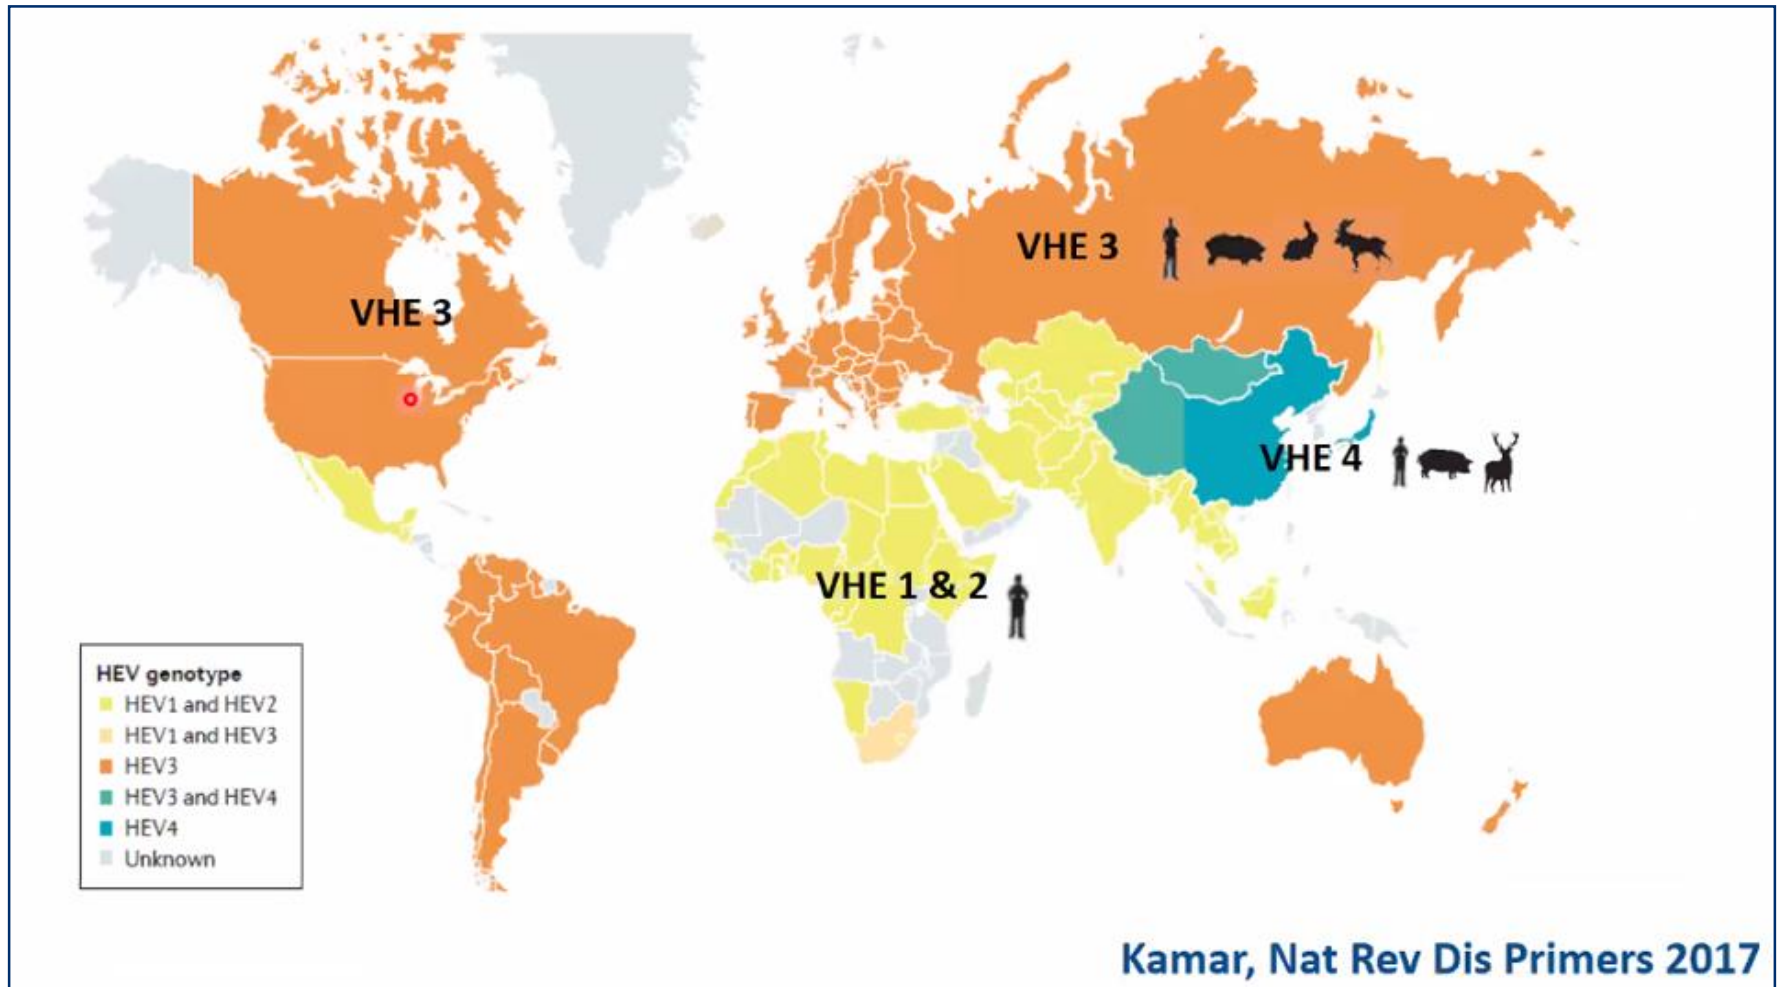 VHE 3
VHE 3
VHE 4
VHE 1 & 2
HEV genotype
HEV1 and HEV2
HEV1 and HEV3
HEV3
HEV3 and HEV4
HEV4
Unknown
Kamar, Nat Rev Dis Primers 2017